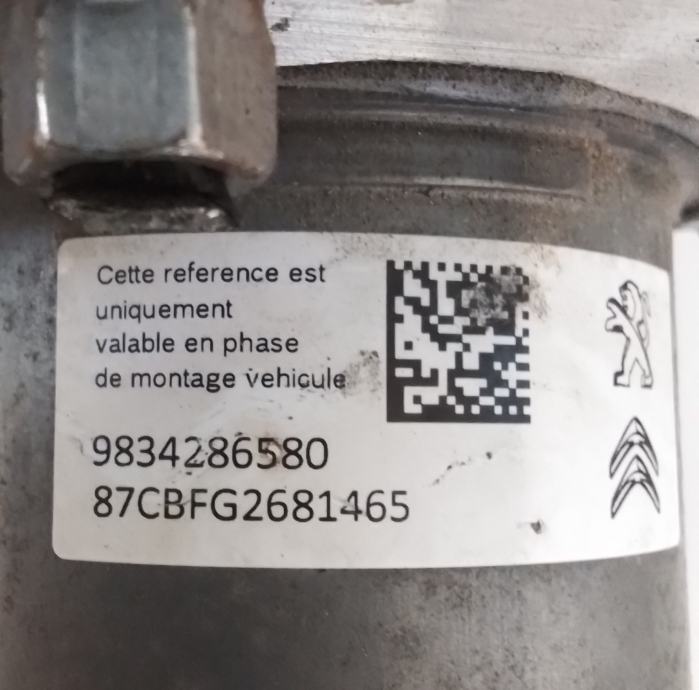 Cette reference est
uniquement
valable en phase
de montage vehicule
9834286580
87CBFG2681465